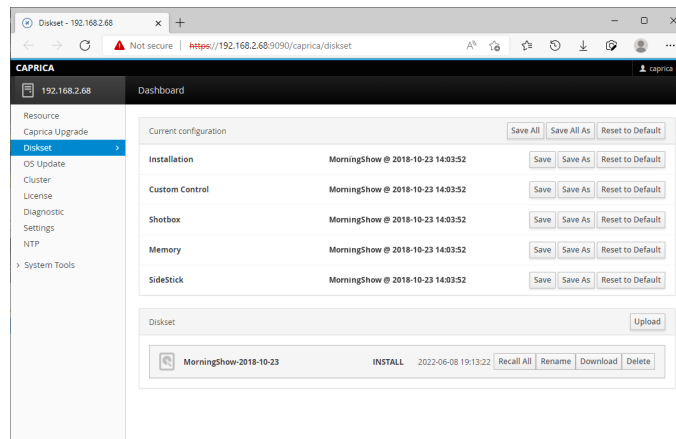 Diskset - 192.168.2.68
Not secure https://192.168.2.68:9090/caprica/diskset
CAPRICA caprica
192.168.2.68 Dashboard
Resource
Caprica Upgrade
Diskset
OS Update
Cluster
License
Diagnostic
Settings
NTP
System Tools
Current configuration Save All Save All As Reset to Default
Installation MorningShow @ 2018-10-23 14:03:52 Save Save As Reset to Default
Custom Control MorningShow @ 2018-10-23 14:03:52 Save Save As Reset to Default
Shotbox MorningShow @ 2018-10-23 14:03:52 Save Save As Reset to Default
Memory MorningShow @ 2018-10-23 14:03:52 Save Save As Reset to Default
SideStick MorningShow @ 2018-10-23 14:03:52 Save Save As Reset to Default
Diskset Upload
MorningShow-2018-10-23 INSTALL 2022-06-08 19:13:22 Recall All Rename Download Delete